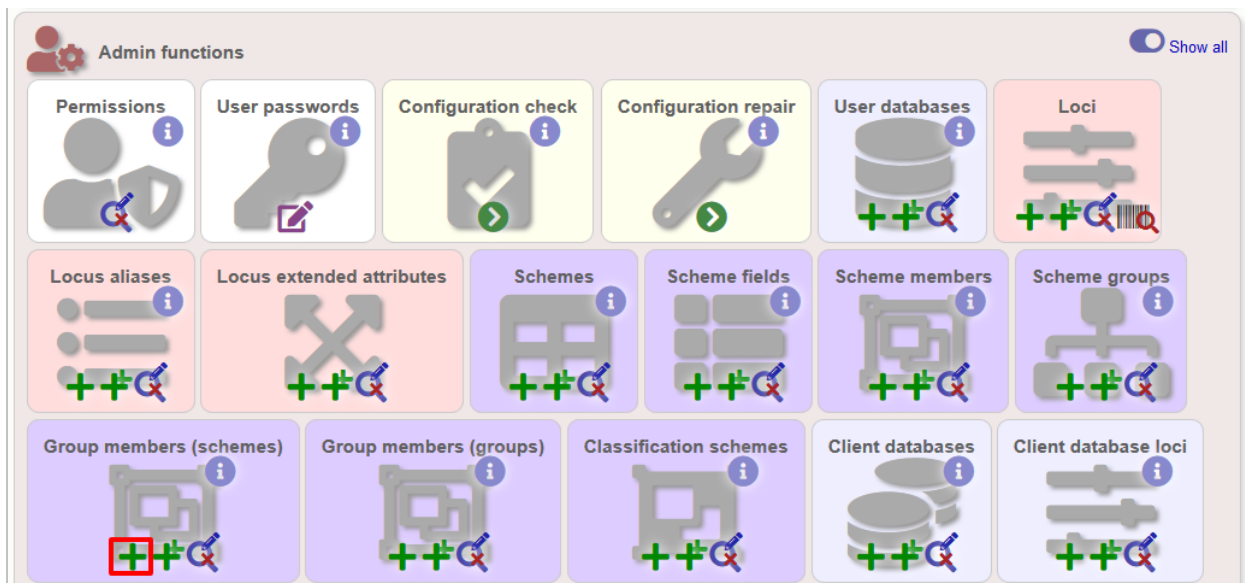 Admin functions
Show all
Permissions
User passwords
Configuration check
Configuration repair
User databases
Loci
Locus aliases
Locus extended attributes
Schemes
Scheme fields
Scheme members
Scheme groups
Group members (schemes)
Group members (groups)
Classification schemes
Client databases
Client database loci